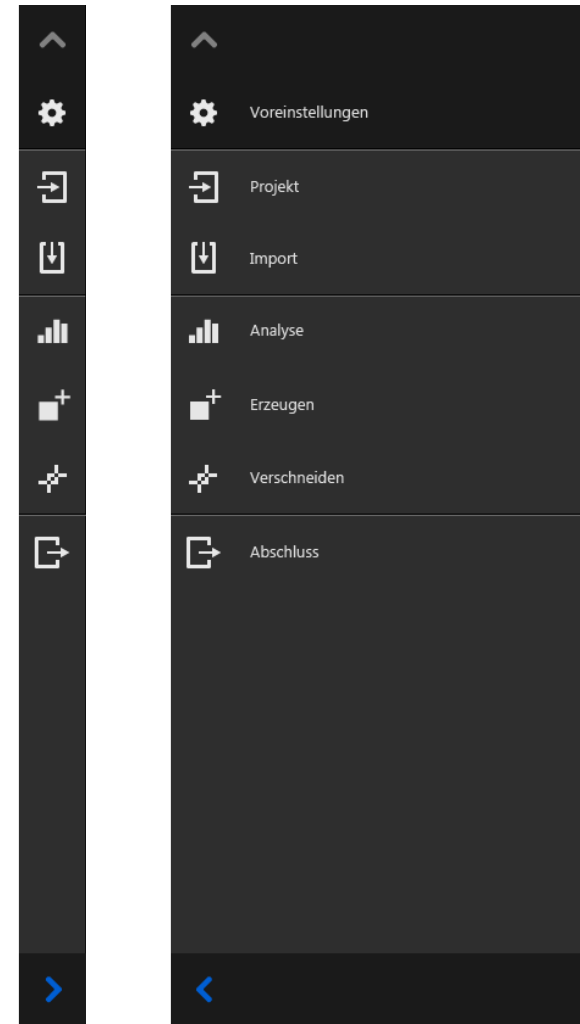 Voreinstellungen
Projekt
Import
Analyse
Erzeugen
Verschneiden
Abschluss